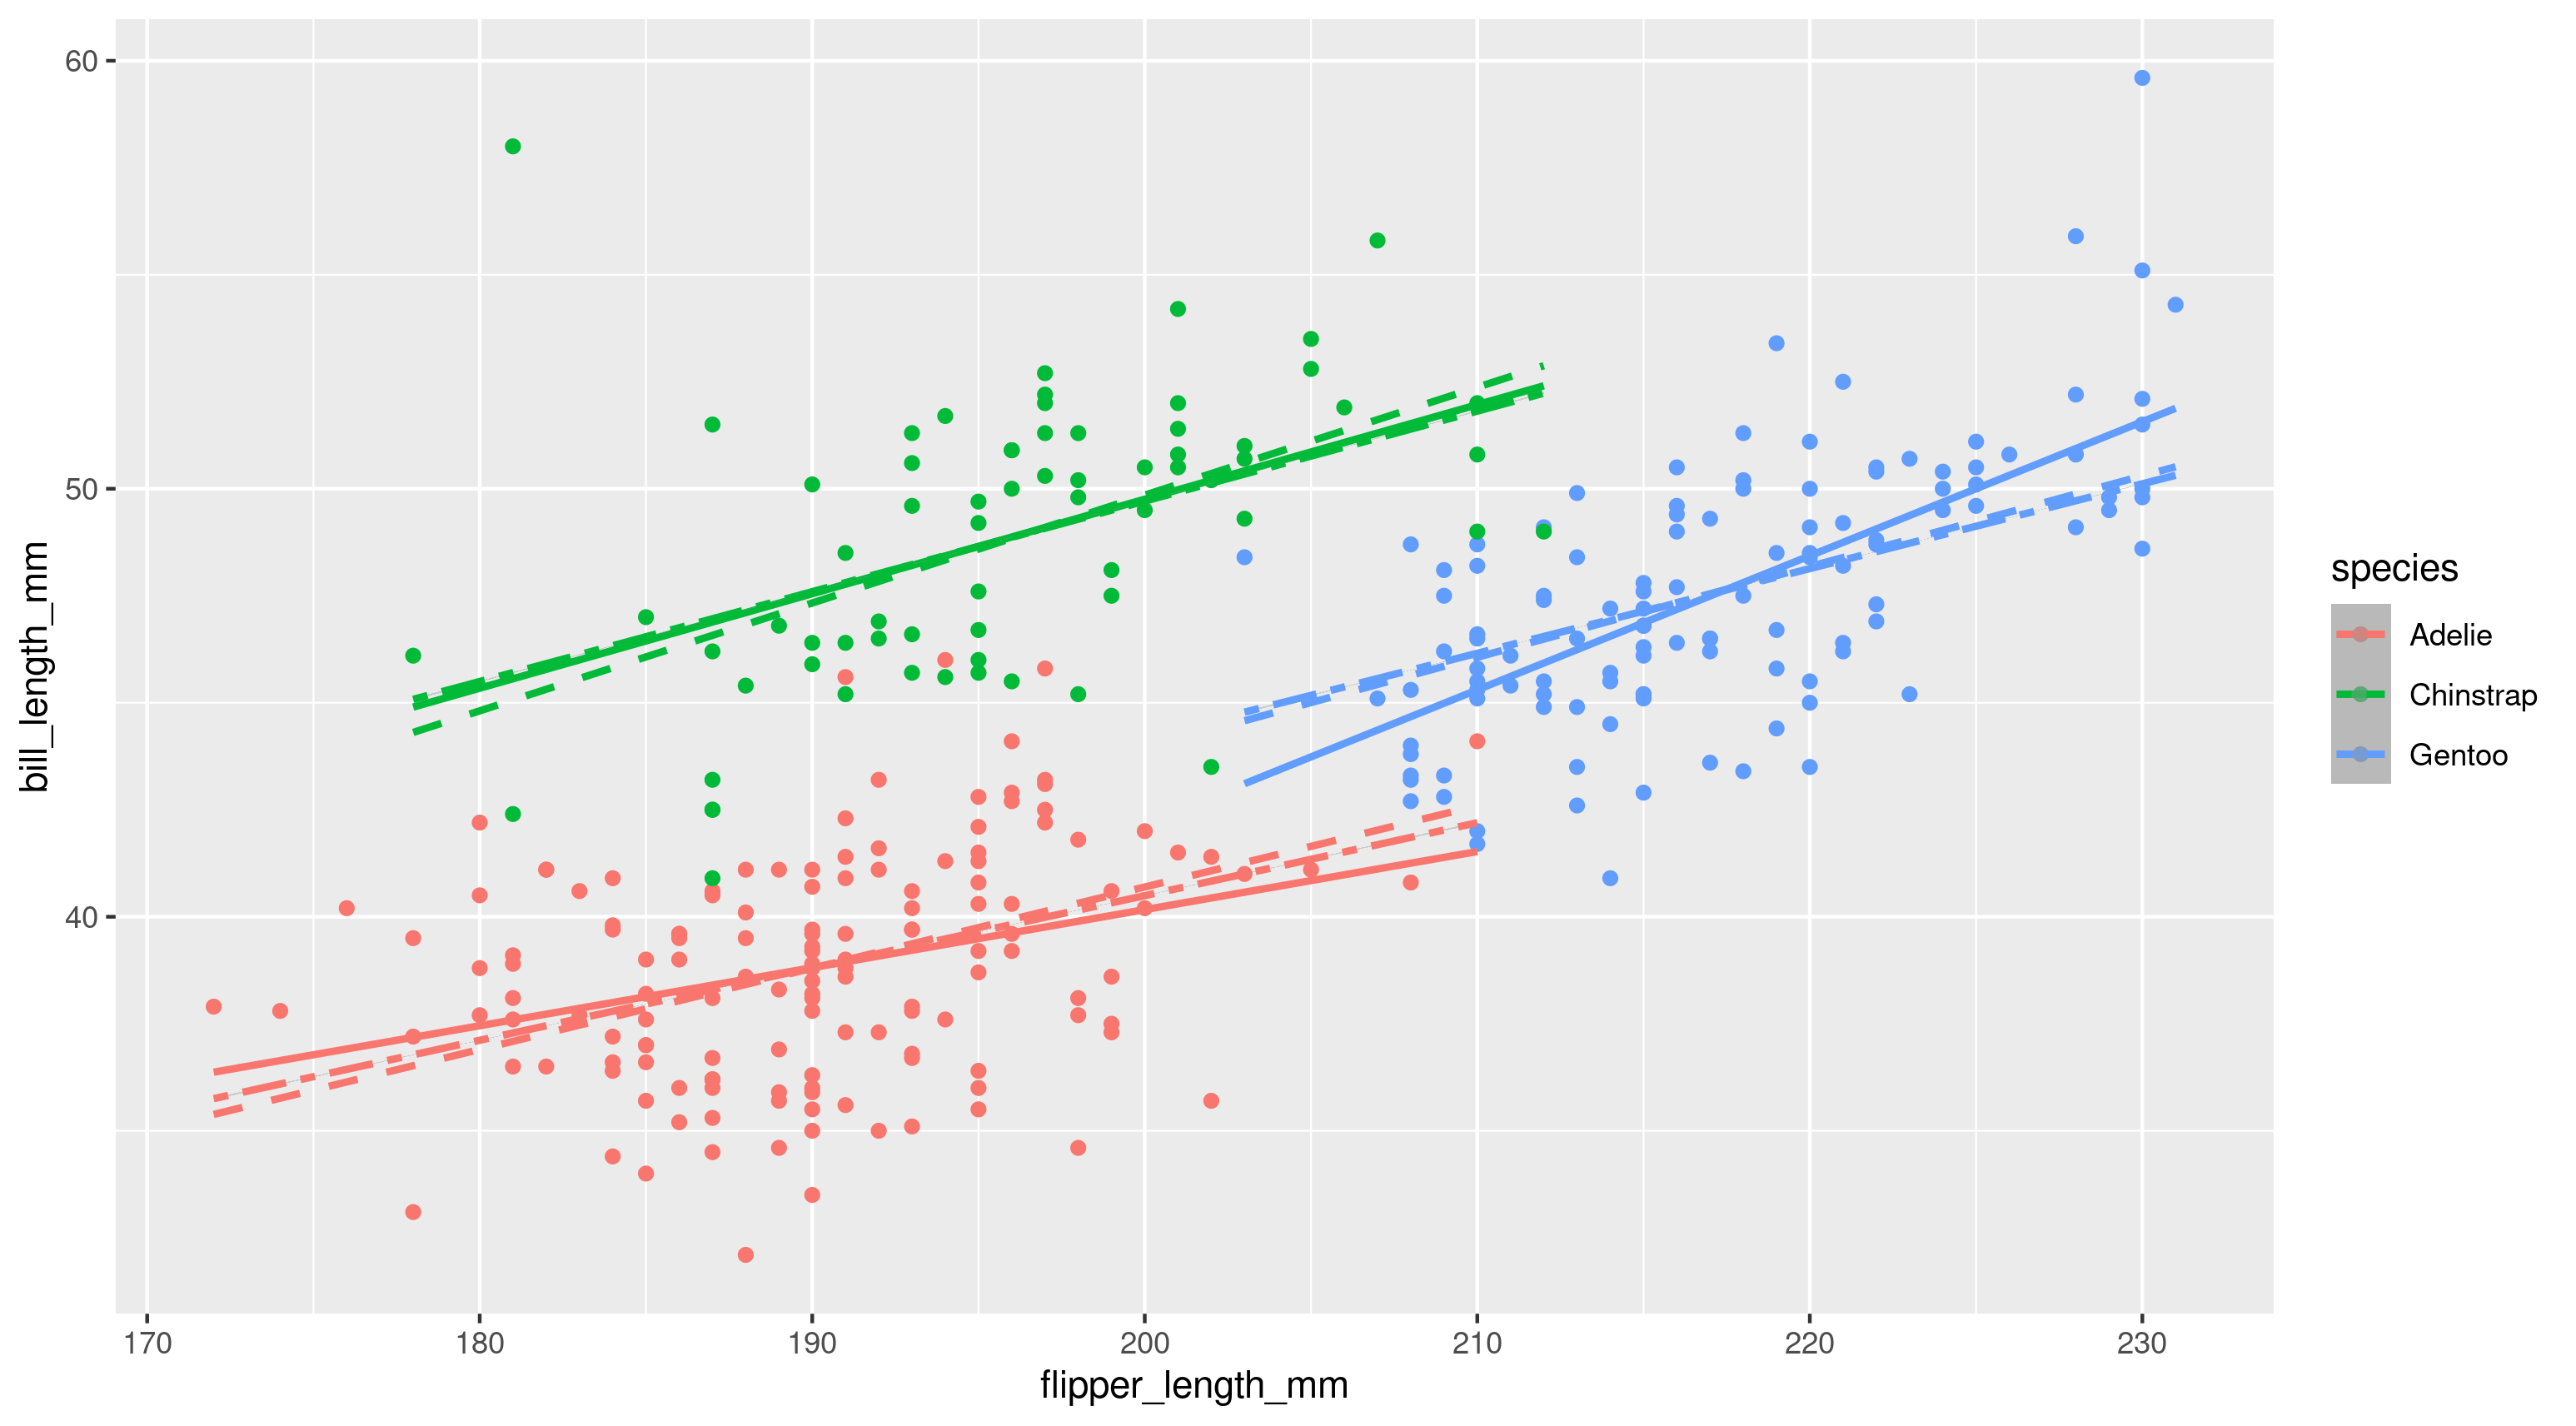 60
50
40
bill_length_mm
170 180 190 200 210 220 230
flipper_length_mm
species
Adelie
Chinstrap
Gentoo